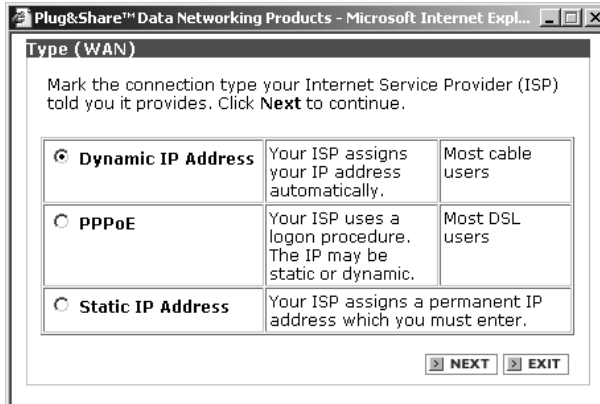 Plug&Share™ Data Networking Products - Microsoft Internet Expl...
Type (WAN)
Mark the connection type your Internet Service Provider (ISP)
told you it provides. Click Next to continue.
Dynamic IP Address
Your ISP assigns
your IP address
automatically.
Most cable
users
PPPoE
Your ISP uses a
logon procedure.
The IP may be
static or dynamic.
Most DSL
users
Static IP Address
Your ISP assigns a permanent IP
address which you must enter.
NEXT
EXIT